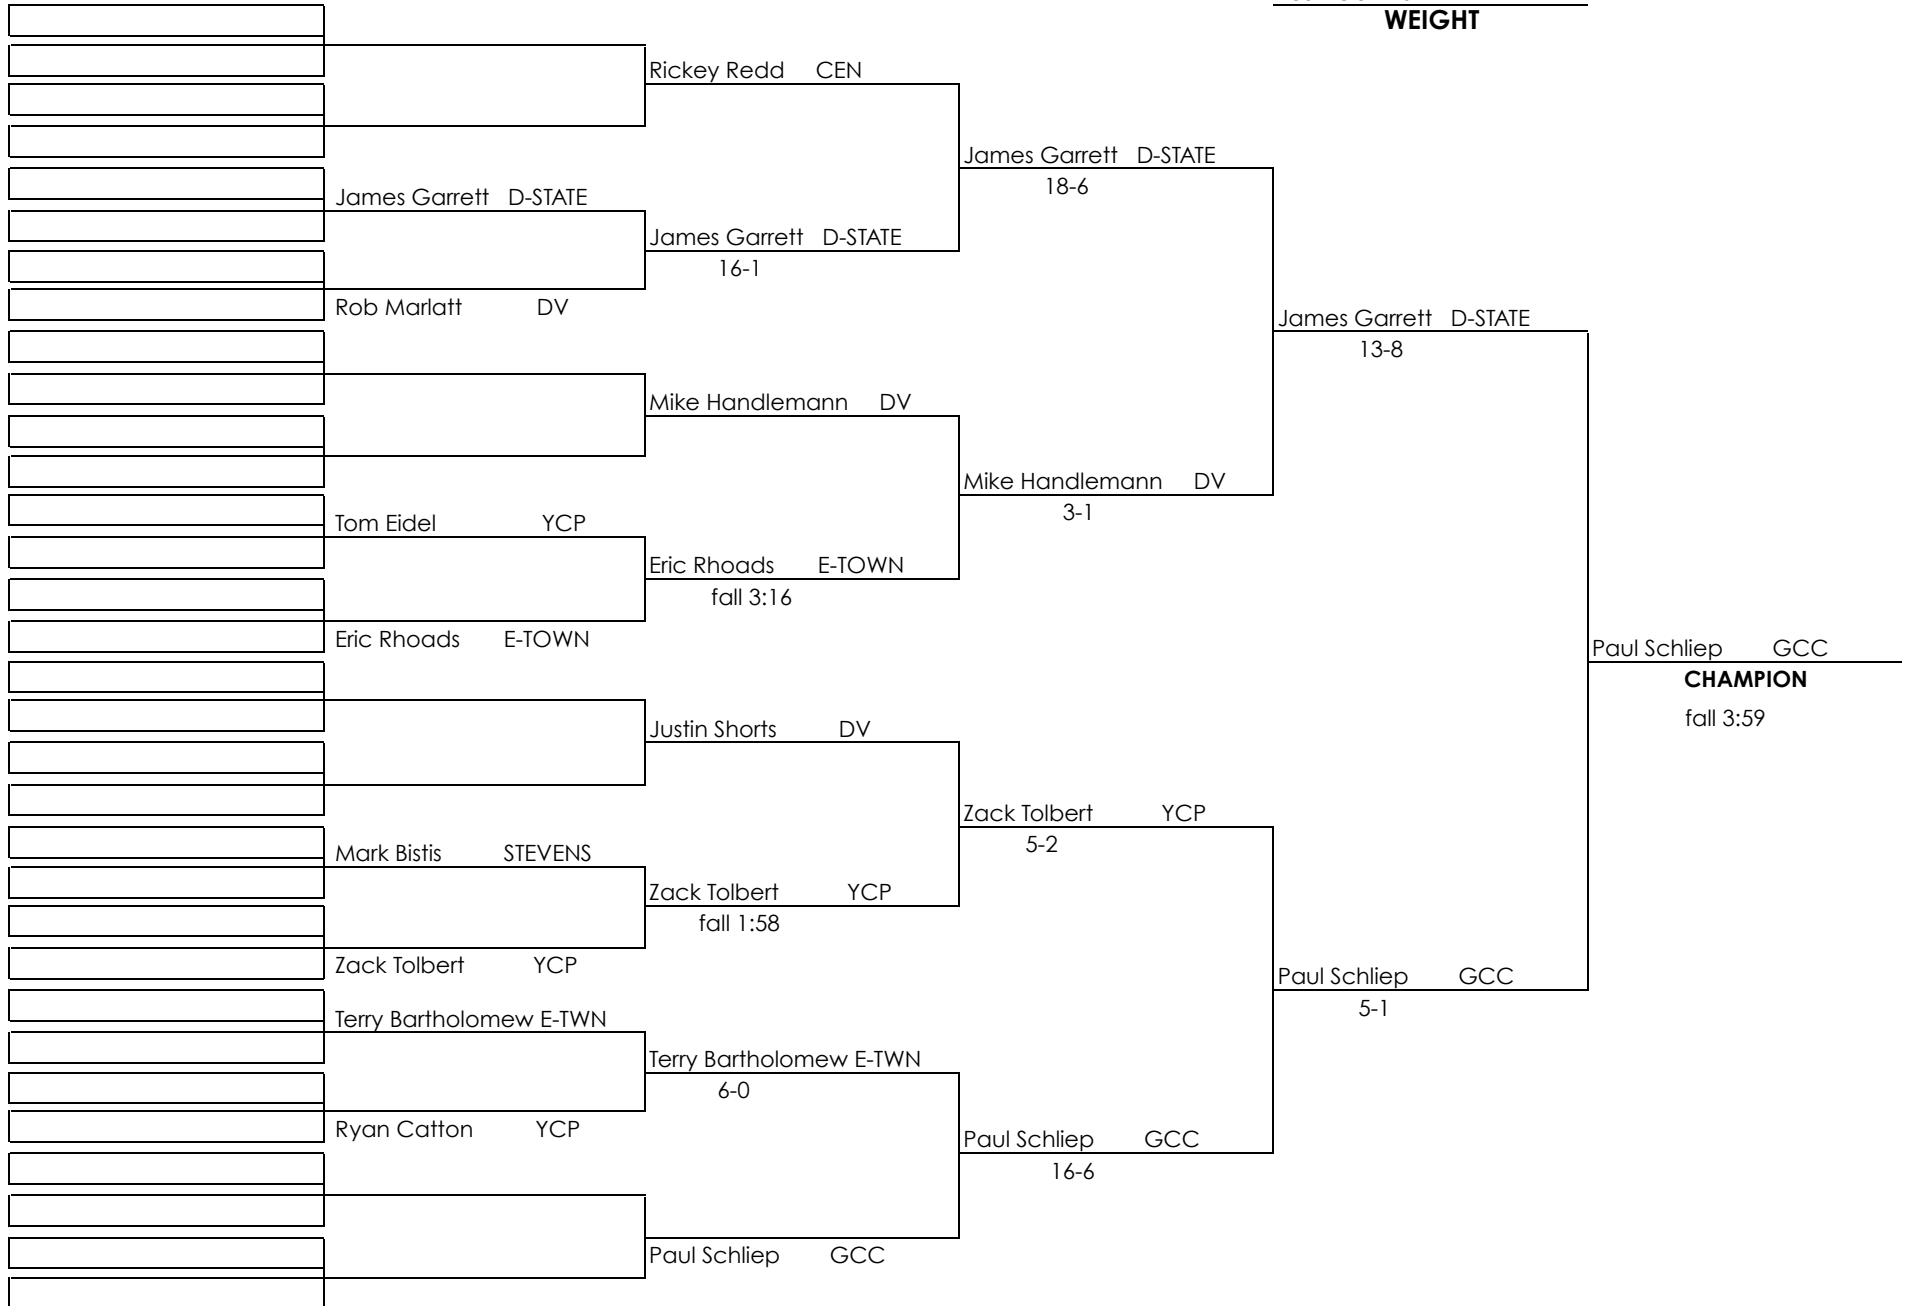 WEIGHT
Rickey Redd CEN
James Garrett D-STATE
18-6
James Garrett D-STATE
James Garrett D-STATE
16-1
Rob Marlatt DV
James Garrett D-STATE
13-8
Mike Handlemann DV
Mike Handlemann DV
3-1
Tom Eidel YCP
Eric Rhoads E-TOWN
fall 3:16
Eric Rhoads E-TOWN
Paul Schliep GCC
CHAMPION
fall 3:59
Justin Shorts DV
Zack Tolbert YCP
5-2
Mark Bistis STEVENS
Zack Tolbert YCP
fall 1:58
Zack Tolbert YCP
Paul Schliep GCC
5-1
Terry Bartholomew E-TWN
Terry Bartholomew E-TWN
6-0
Ryan Catton YCP
Paul Schliep GCC
16-6
Paul Schliep GCC